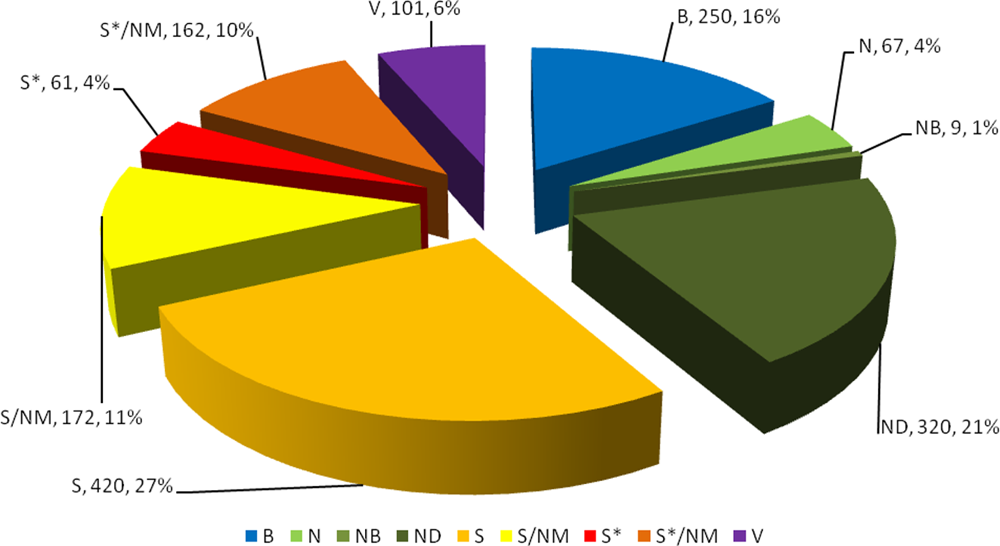 V, 101, 6%
B, 250, 16%
S*/NM, 162, 10%
N, 67, 4%
S*, 61, 4%
NB, 9, 1%
S/NM, 172, 11%
ND, 320, 21%
S, 420, 27%
B N NB ND S S/NM S* S*/NM V